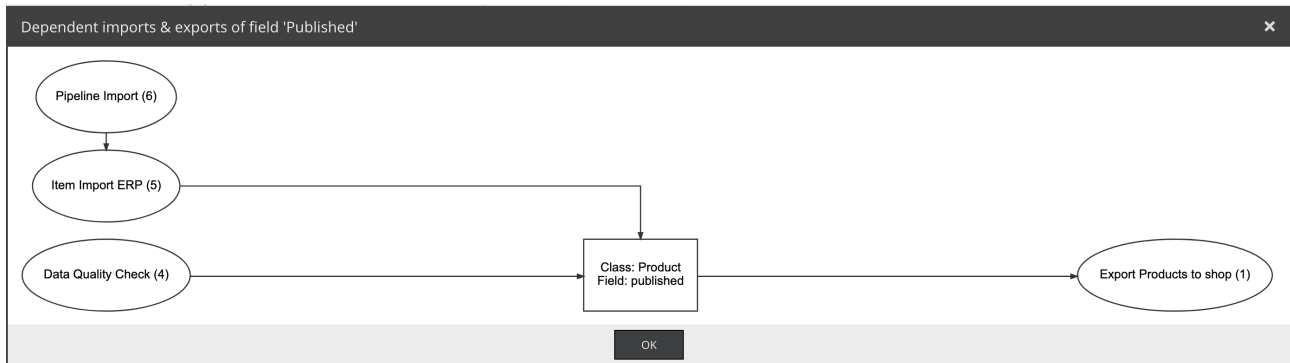 Dependent imports & exports of field 'Published'
Pipeline Import (6)
Item Import ERP (5)
Data Quality Check (4)
Class: Product
Field: published
Export Products to shop (1)
OK